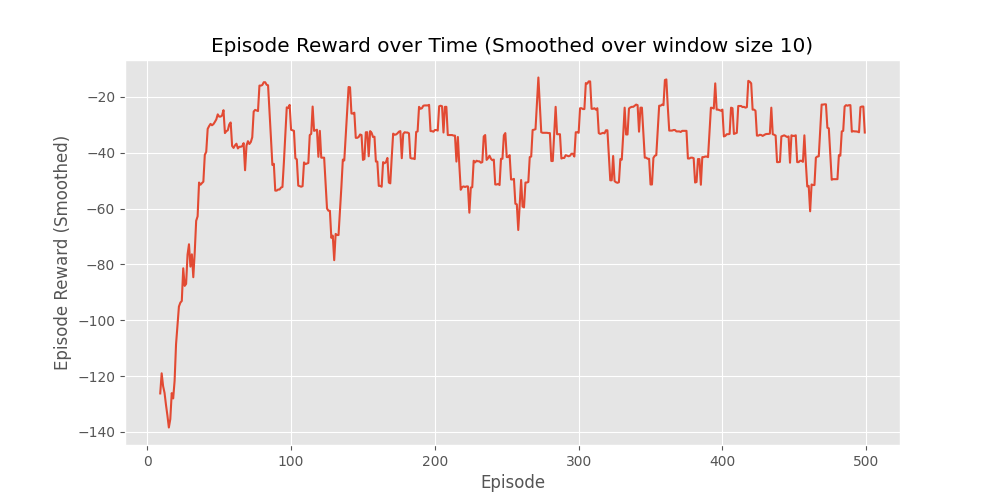 Episode Reward over Time (Smoothed over window size 10)
Episode Reward (Smoothed)
−20
−40
−60
−80
−100
−120
−140
0 100 200 300 400 500
Episode